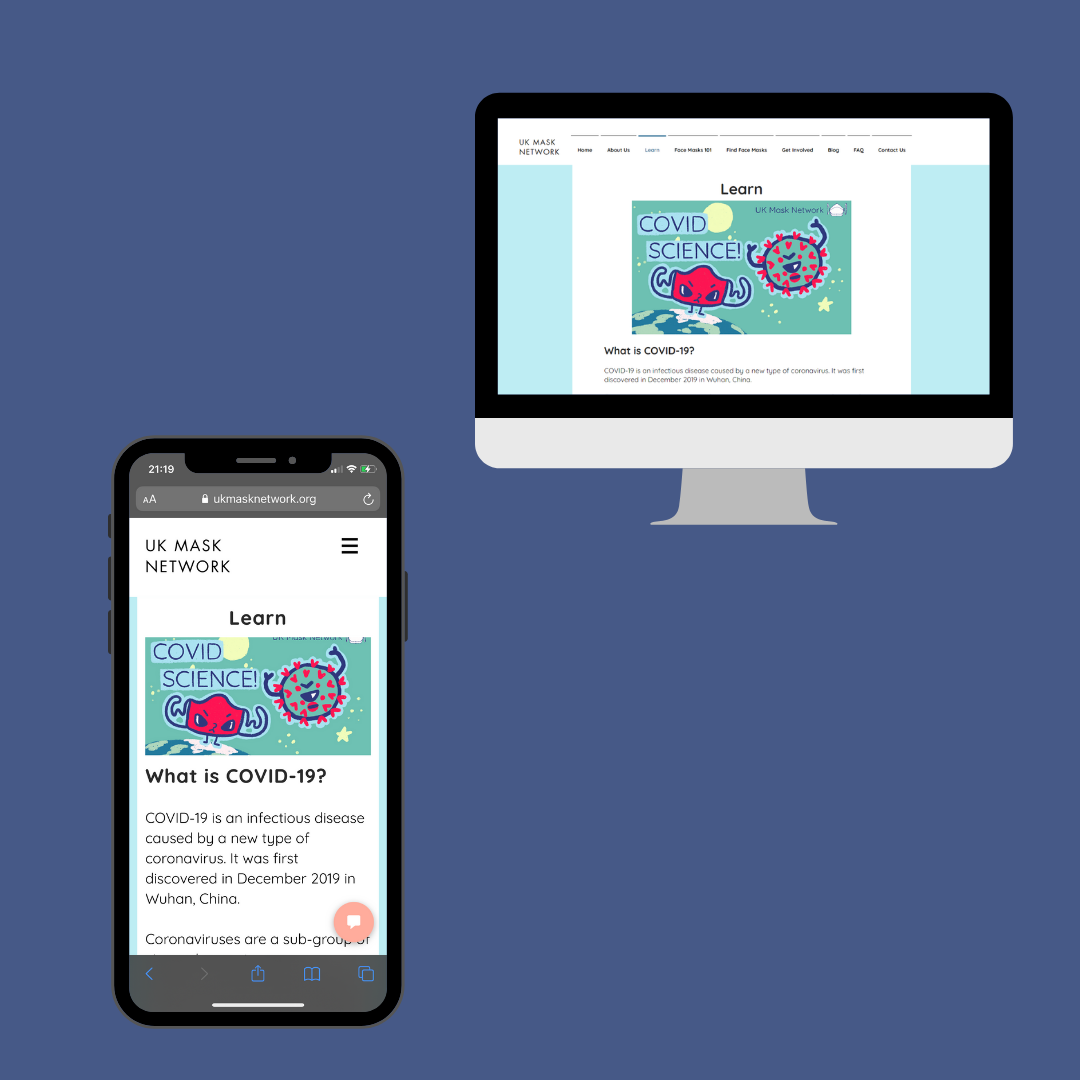 UK MASK
NETWORK
Home About Us Learn Face Masks 101 Find Face Masks Get Involved Blog FAQ Contact Us
Learn
UK Mask Network
COVID
SCIENCE!
What is COVID-19?
COVID-19 is an infectious disease caused by a new type of coronavirus. It was first
discovered in December 2019 in Wuhan, China.
21:19
AA ukmasknetwork.org
UK MASK
NETWORK
Learn
UK Mask Network
COVID
SCIENCE!
What is COVID-19?
COVID-19 is an infectious disease
caused by a new type of
coronavirus. It was first
discovered in December 2019 in
Wuhan, China.
Coronaviruses are a sub-group of